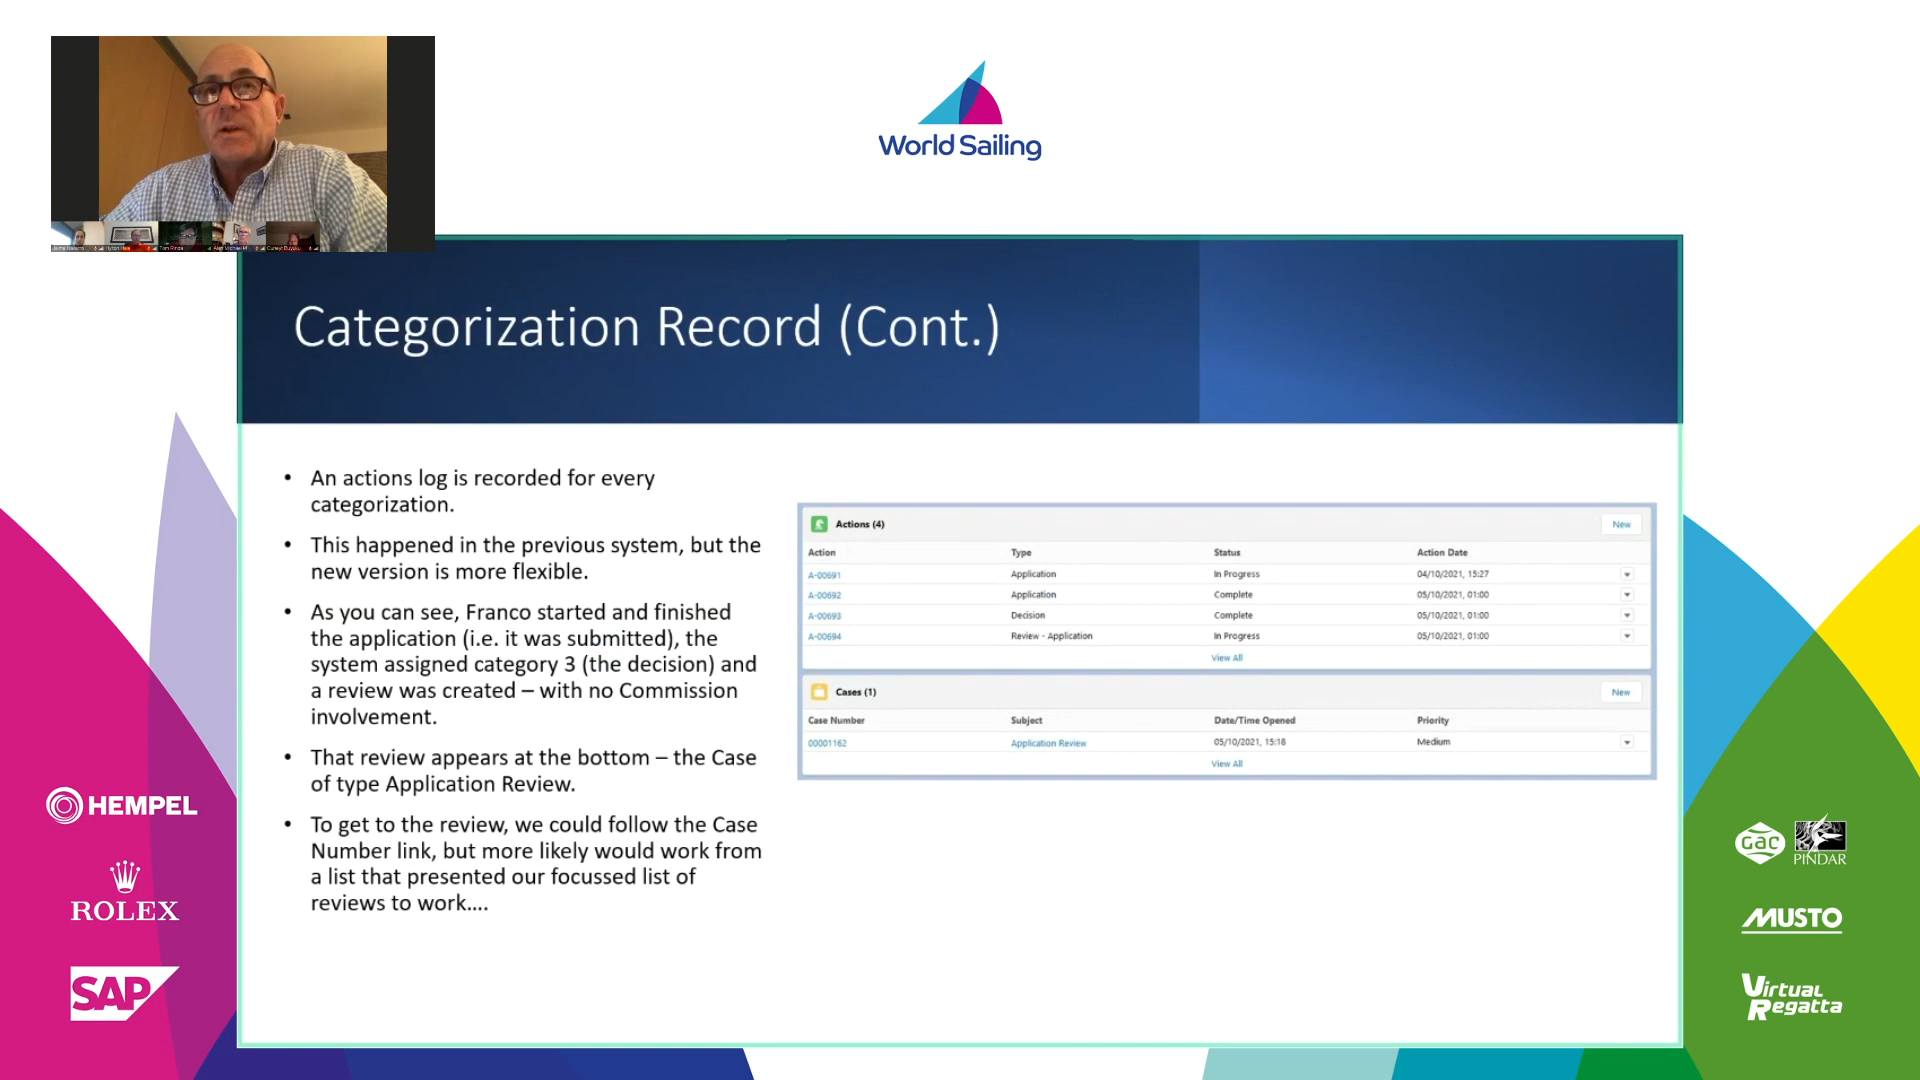 World Sailing
Categorization Record (Cont.)
• An actions log is recorded for every
categorization.
• This happened in the previous system, but the
new version is more flexible.
• As you can see, Franco started and finished
the application (i.e. it was submitted), the
system assigned category 3 (the decision) and
a review was created – with no Commission
involvement.
• That review appears at the bottom – the Case
of type Application Review.
• To get to the review, we could follow the Case
Number link, but more likely would work from
a list that presented our focussed list of
reviews to work....
Actions (4) New
Action Type Status Action Date
A-00691 Application In Progress 04/10/2021, 15:27
A-00692 Application Complete 05/10/2021, 01:00
A-00693 Decision Complete 05/10/2021, 01:00
A-00694 Review - Application In Progress 05/10/2021, 01:00
View All
Cases (1) New
Case Number Subject Date/Time Opened Priority
00001162 Application Review 05/10/2021, 15:18 Medium
View All
HEMPEL
ROLEX
SAP
GAC
PINDAR
MUSTO
Virtual
Regatta